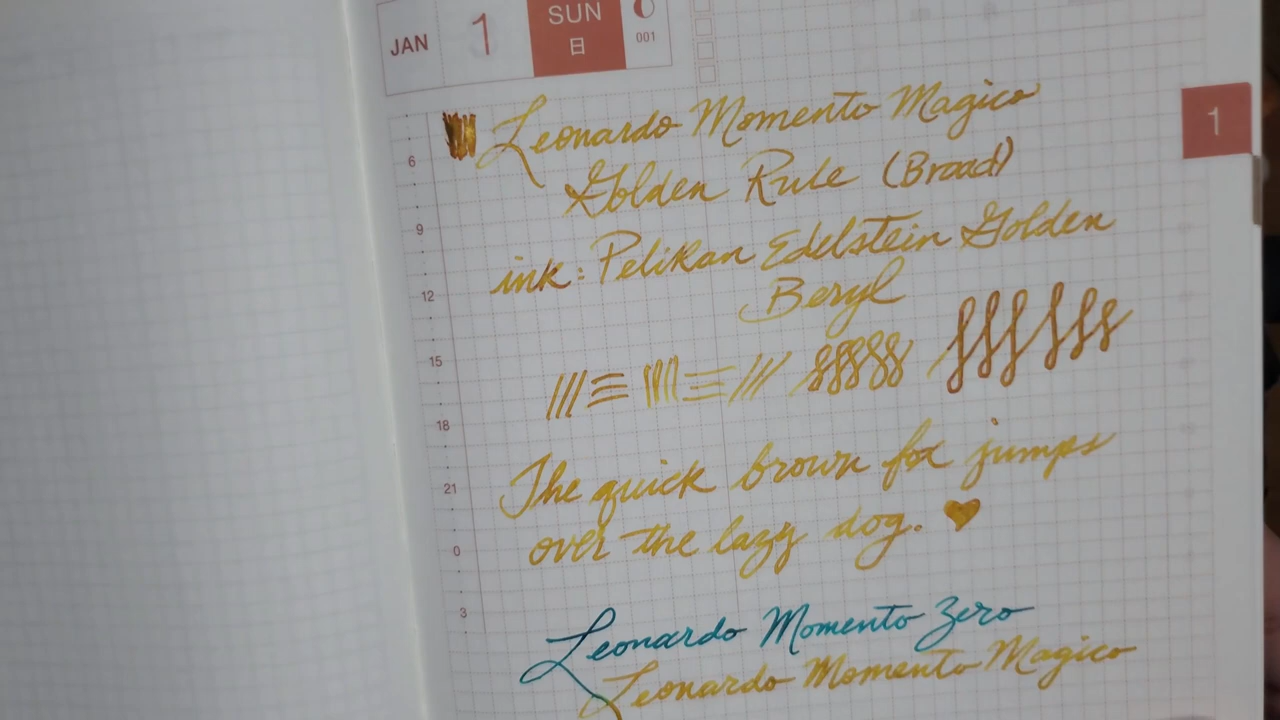 JAN 1 SUN
日 001
1
Leonardo Momento Magico
6
Golden Rule (Broad)
9
ink: Pelikan Edelstein Golden
12
Beryl
15
18
The quick brown fox jumps
21
over the lazy dog.
0
3
Leonardo Momento Zero
Leonardo Momento Magico